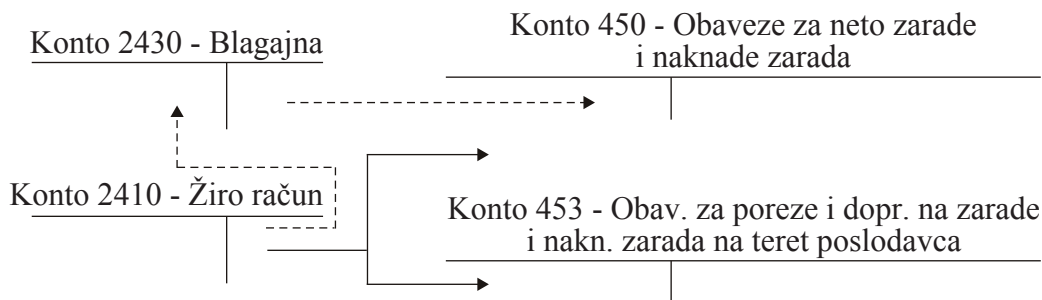 Konto 2430 - Blagajna
Konto 450 - Obaveze za neto zarade
i naknade zarada
Konto 2410 - Žiro račun
Konto 453 - Obav. za poreze i dopr. na zarade
i nakn. zarada na teret poslodavca